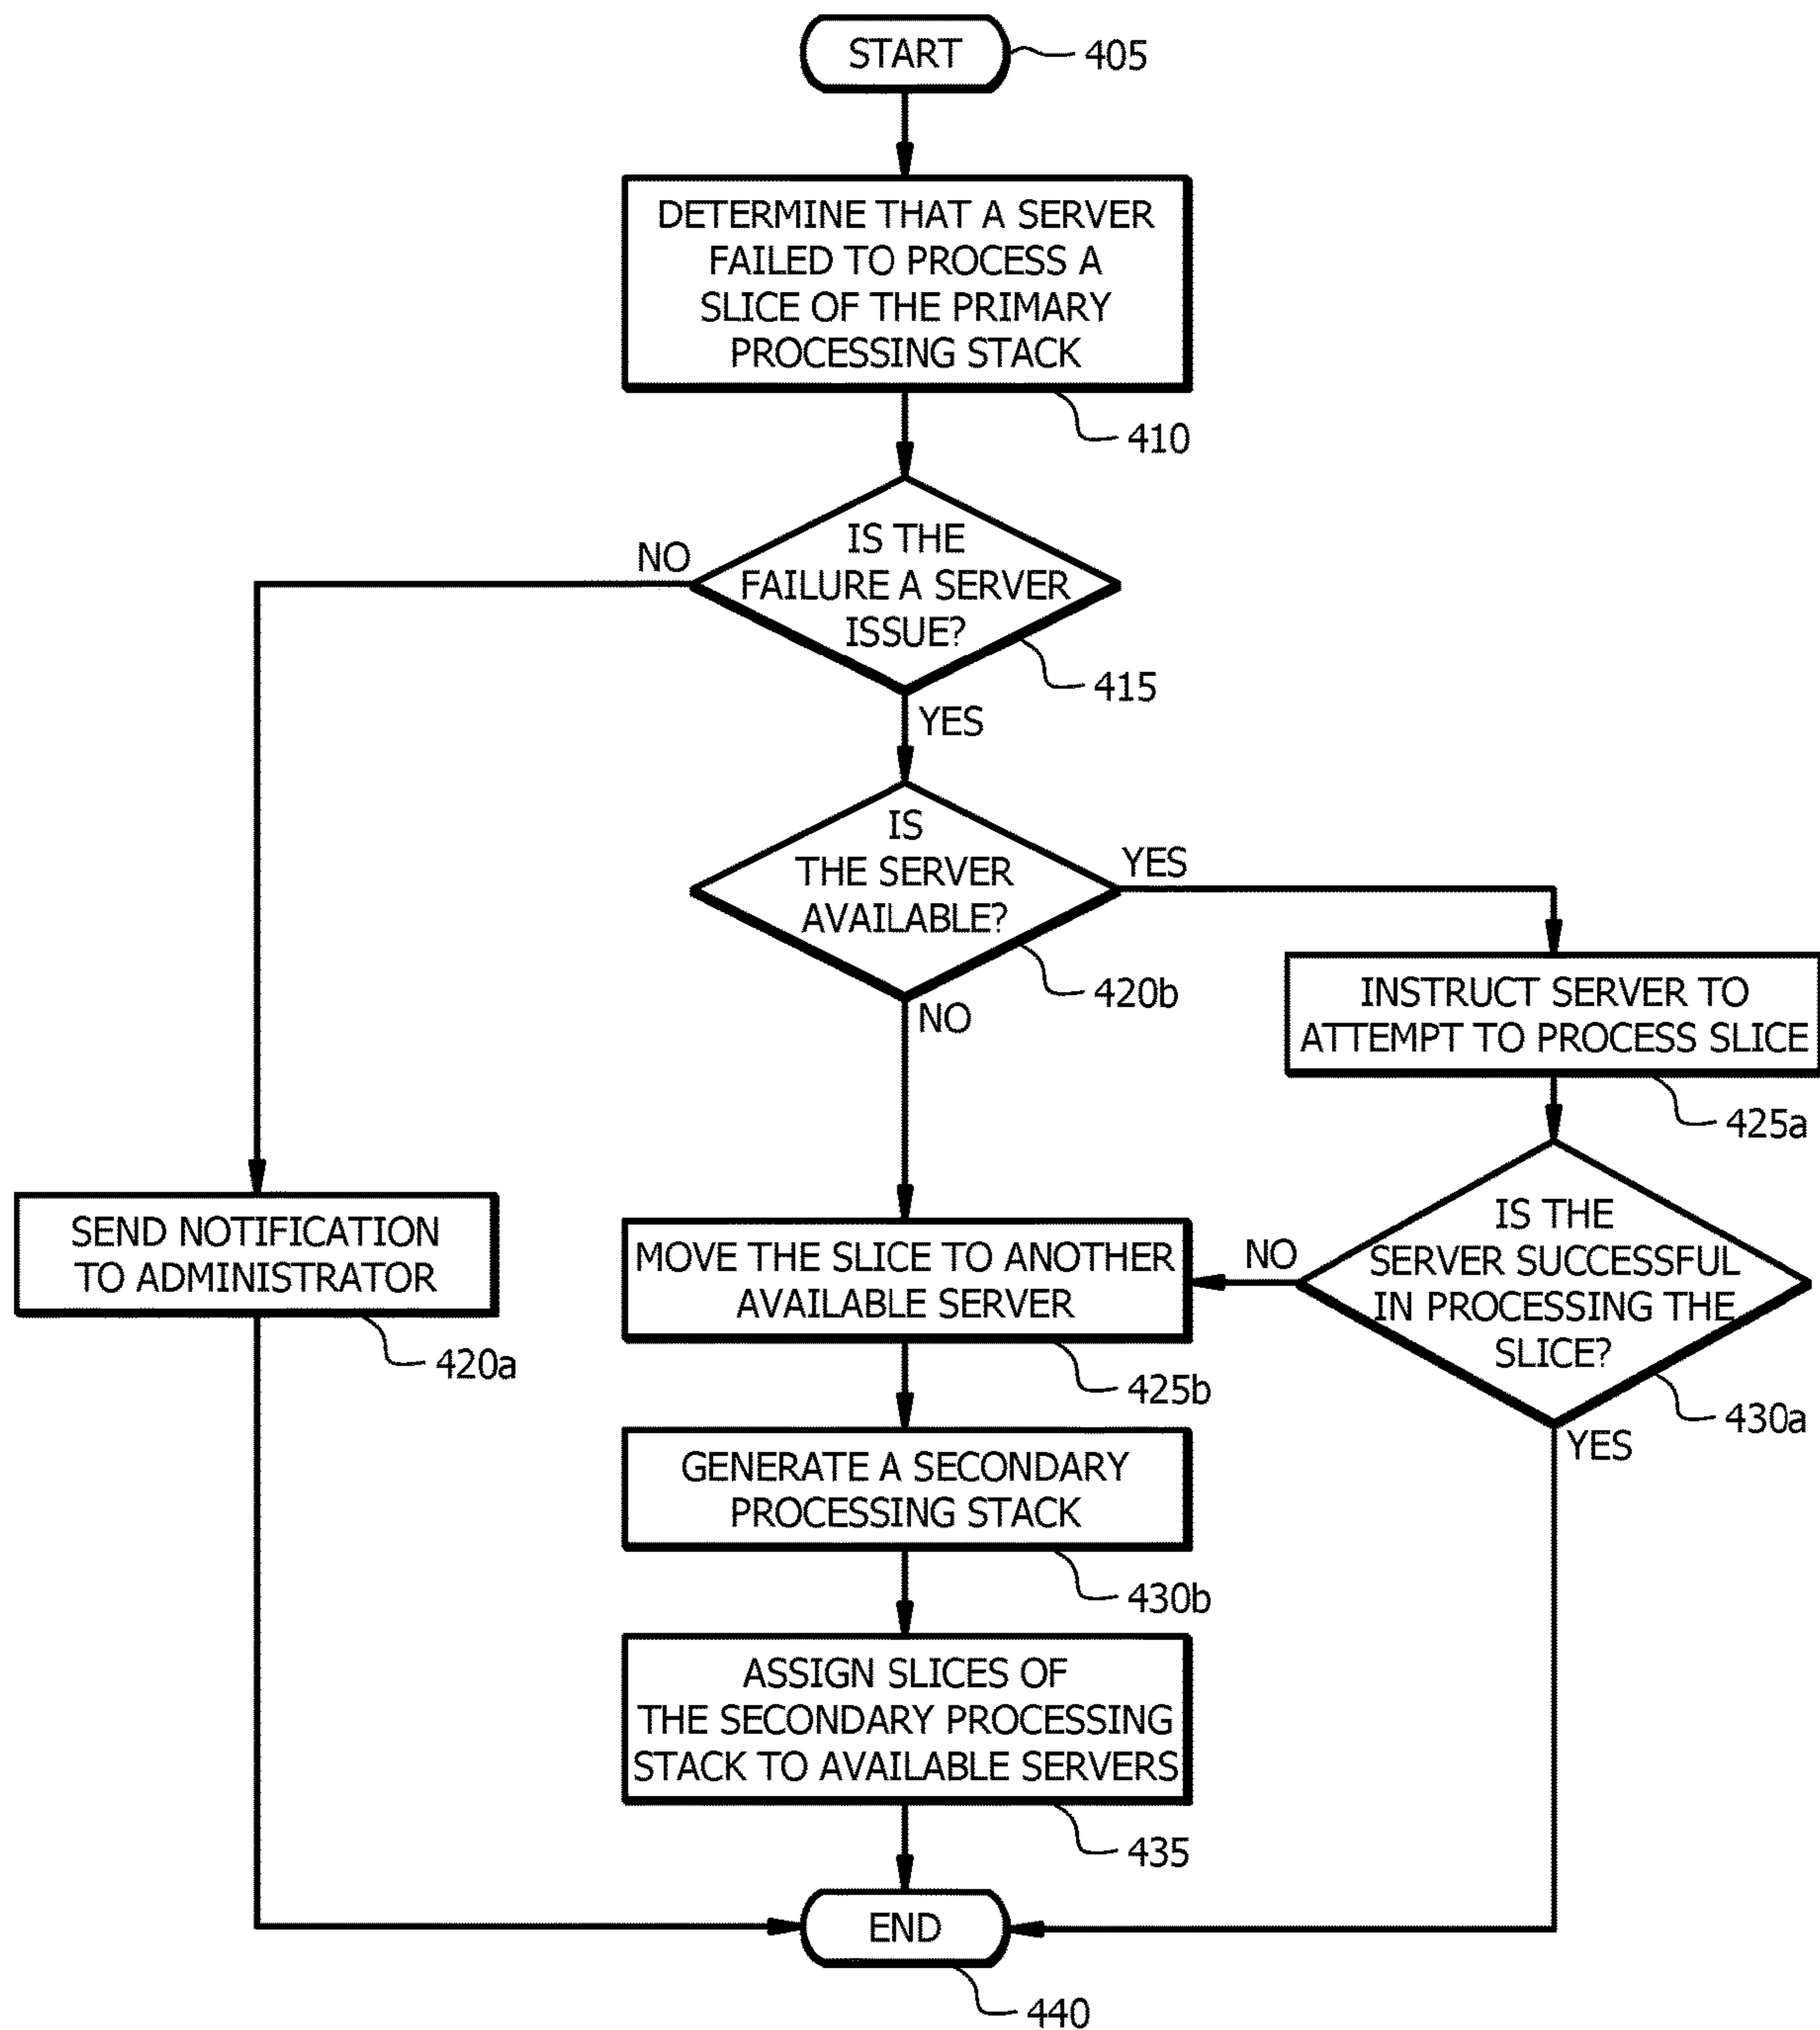 START
405
DETERMINE THAT A SERVER
FAILED TO PROCESS A
SLICE OF THE PRIMARY
PROCESSING STACK
410
IS THE
FAILURE A SERVER
ISSUE?
NO
415
YES
IS
THE SERVER
AVAILABLE?
YES
420b
NO
INSTRUCT SERVER TO
ATTEMPT TO PROCESS SLICE
425a
SEND NOTIFICATION
TO ADMINISTRATOR
420a
MOVE THE SLICE TO ANOTHER
AVAILABLE SERVER
425b
NO
IS THE
SERVER SUCCESSFUL
IN PROCESSING THE
SLICE?
430a
YES
GENERATE A SECONDARY
PROCESSING STACK
430b
ASSIGN SLICES OF
THE SECONDARY PROCESSING
STACK TO AVAILABLE SERVERS
435
END
440